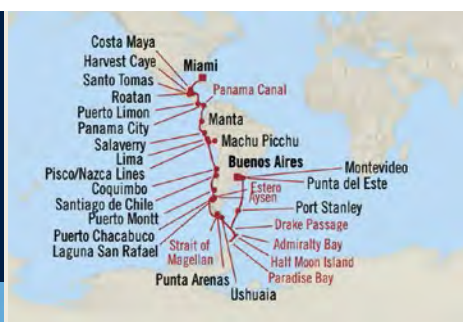 Costa Maya
Harvest Caye
Miami
Santo Tomas
Panama Canal
Roatan
Puerto Limon
Manta
Panama City
Salaverry
Machu Picchu
Lima
Buenos Aires
Pisco/Nazca Lines
Montevideo
Coquimbo
Estero
Aysen
Punta del Este
Santiago de Chile
Puerto Montt
Port Stanley
Puerto Chacabuco
Drake Passage
Laguna San Rafael
Strait of
Magellan
Admiralty Bay
Half Moon Island
Punta Arenas
Paradise Bay
Ushuaia